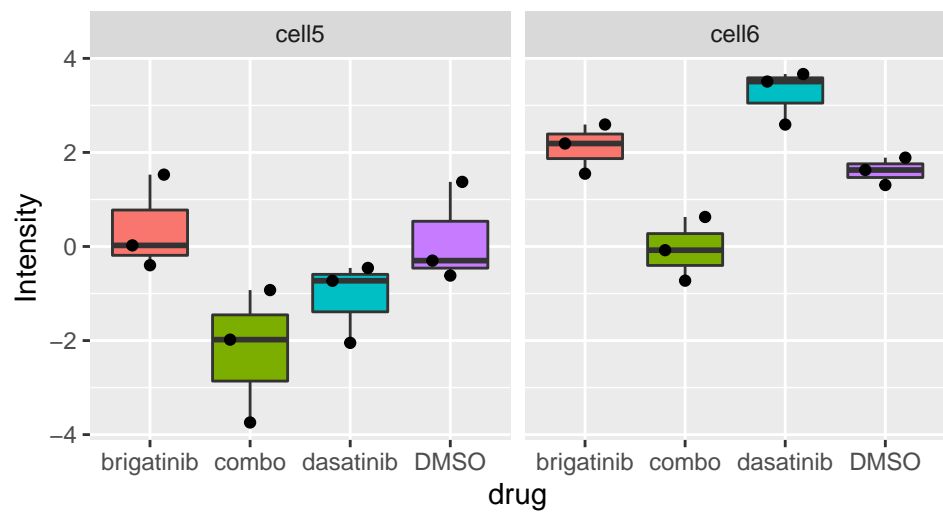 cell5 cell6
4
2
0
−2
−4
Intensity
brigatinib combo dasatinib DMSO brigatinib combo dasatinib DMSO
drug